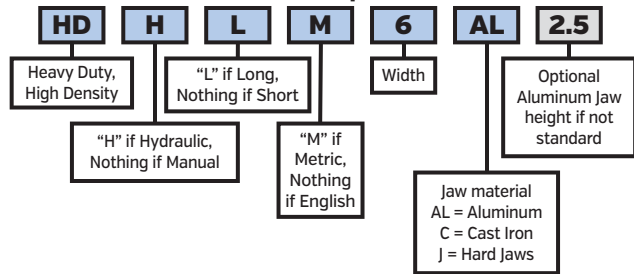 HD H L M 6 AL 2.5
Heavy Duty,
High Density
"H" if Hydraulic,
Nothing if Manual
“L” if Long,
Nothing if Short
“M” if
Metric,
Nothing
if English
Width
Jaw material
AL = Aluminum
C = Cast Iron
J = Hard Jaws
Optional
Aluminum Jaw
height if not
standard